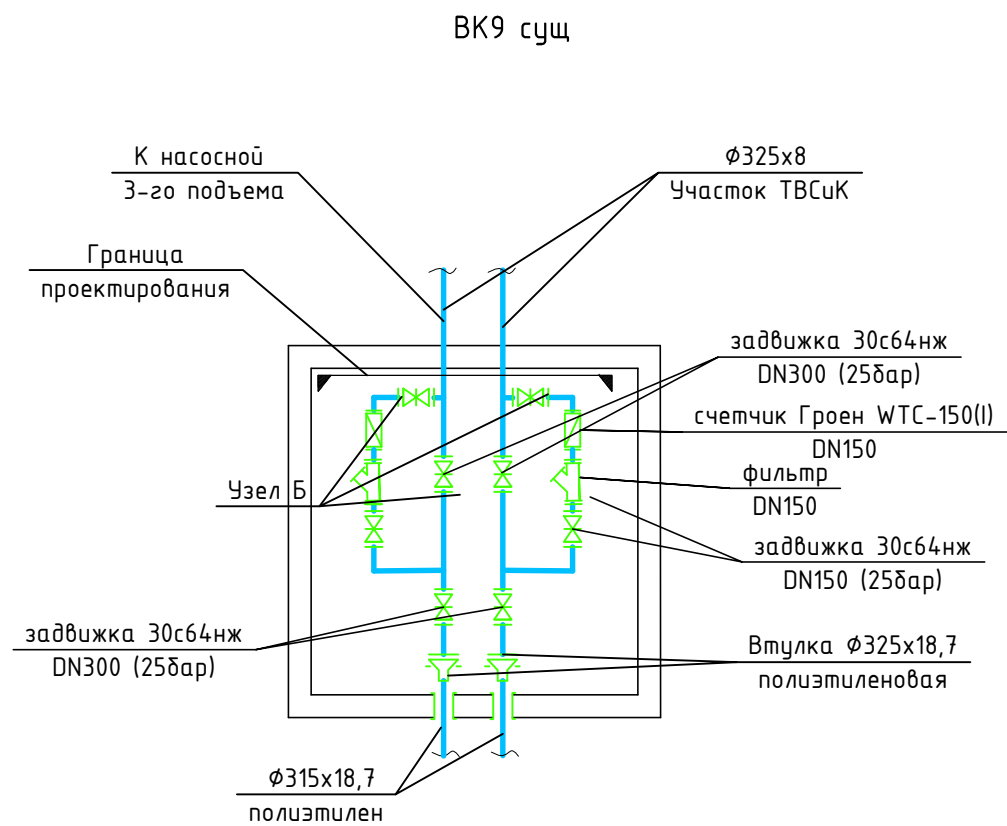 ВК9 сущ
К насосной
3-го подъема
Ф325х8
Участок ТВСиК
Граница
проектирования
задвижка 30с64нж
DN300 (25бар)
счетчик Гроен WTC-150(I)
DN150
Узел Б
фильтр
DN150
задвижка 30с64нж
DN150 (25бар)
задвижка 30с64нж
DN300 (25бар)
Втулка Ф325х18,7
полиэтиленовая
Ф315х18,7
полиэтилен